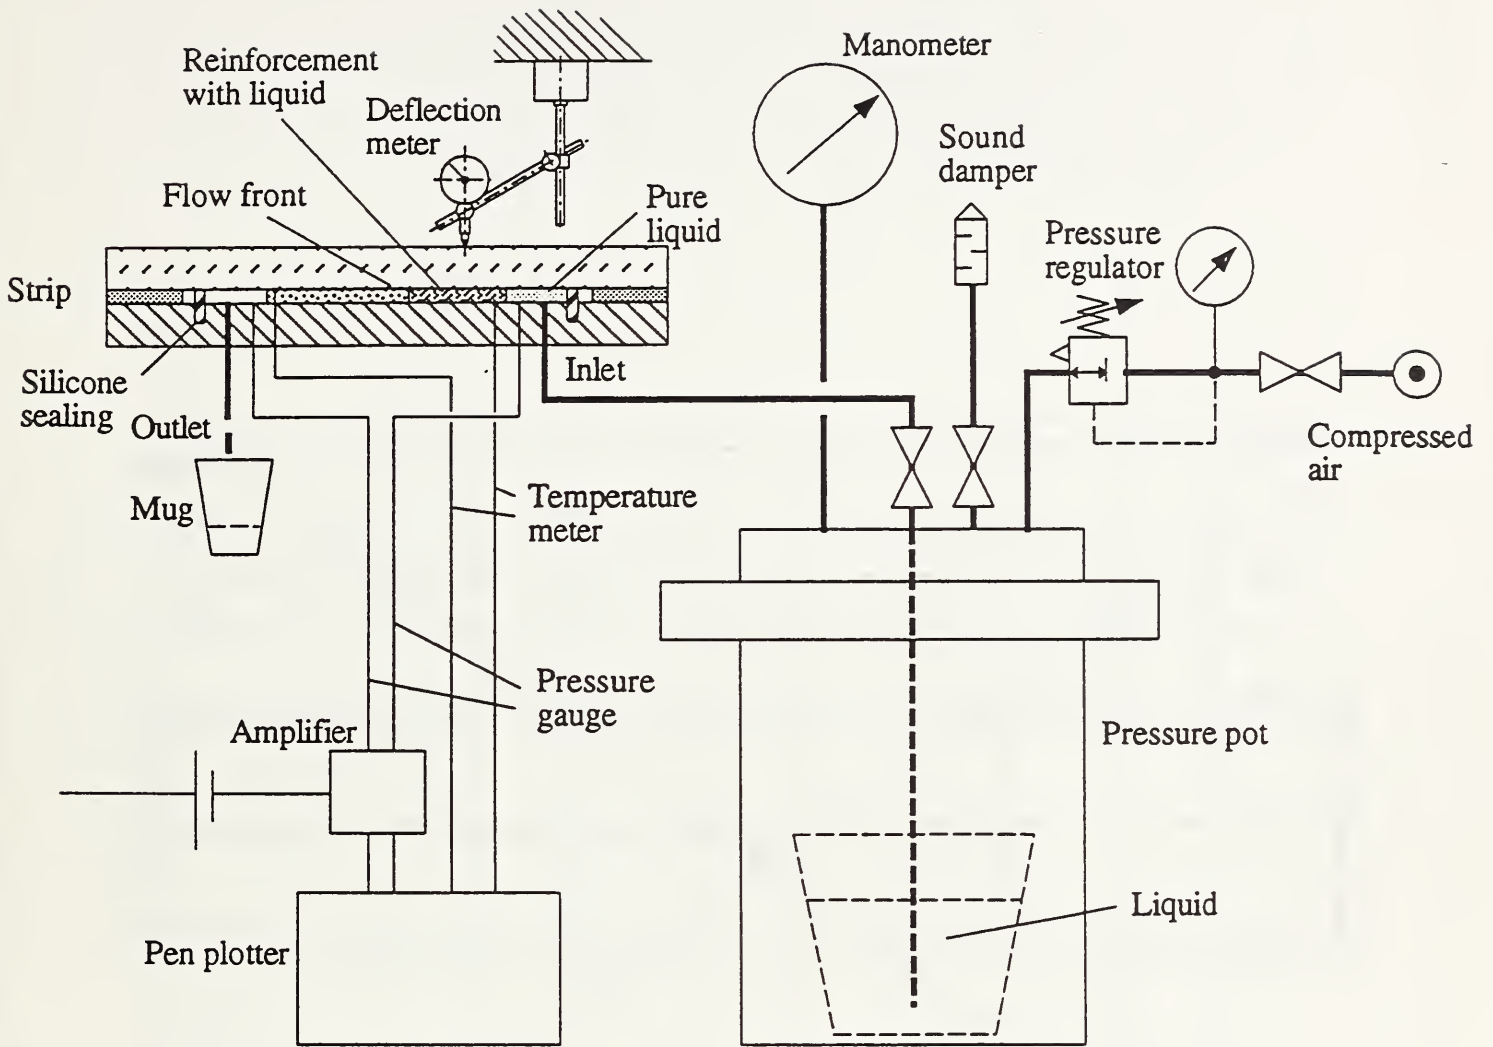 Manometer
Reinforcement
with liquid
Deflection
meter
Sound
damper
Flow front
Pure
liquid
Pressure
regulator
Strip
Silicone
sealing
Inlet
Outlet
Compressed
air
Mug
Temperature
meter
Pressure
gauge
Amplifier
Pressure pot
Liquid
Pen plotter